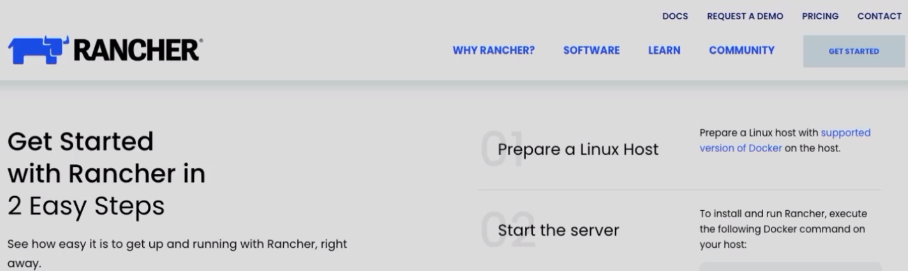 DOCS REQUEST A DEMO PRICING CONTACT
RANCHER®
WHY RANCHER? SOFTWARE LEARN COMMUNITY GET STARTED
Get Started
with Rancher in
2 Easy Steps
See how easy it is to get up and running with Rancher, right
away.
01
Prepare a Linux Host
Prepare a Linux host with supported
version of Docker on the host.
02
Start the server
To install and run Rancher, execute
the following Docker command on
your host: